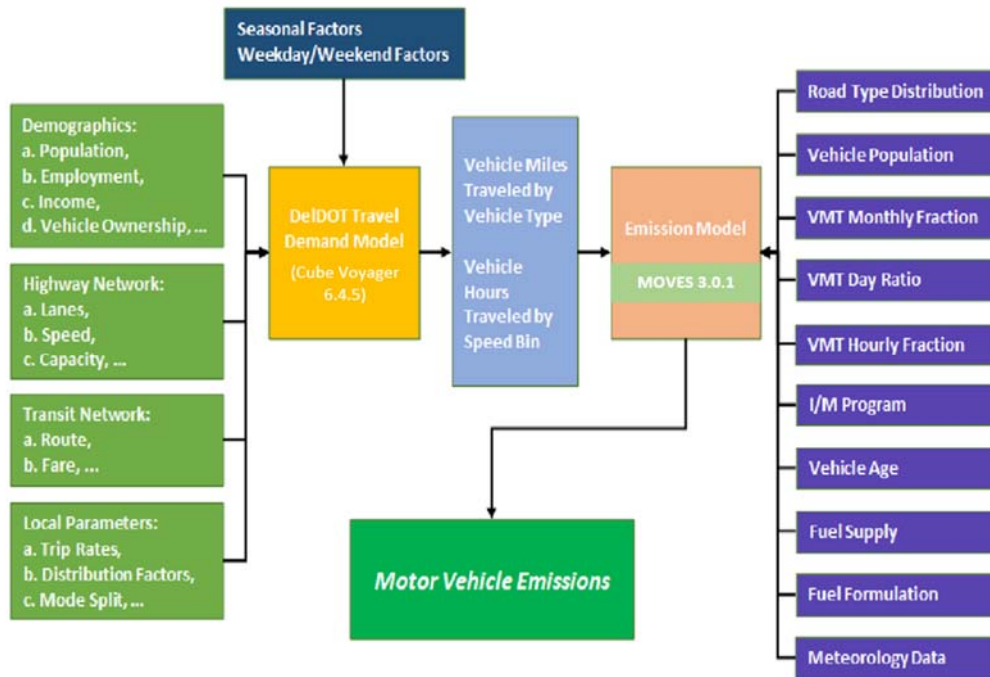 Seasonal Factors
Weekday/Weekend Factors
Demographics:
a. Population,
b. Employment,
c. Income,
d. Vehicle Ownership, ...
Highway Network:
a. Lanes,
b. Speed,
c. Capacity, ...
Transit Network:
a. Route,
b. Fare, ...
Local Parameters:
a. Trip Rates,
b. Distribution Factors,
c. Mode Split, ...
DelDOT Travel
Demand Model
(Cube Voyager
6.4.5)
Vehicle Miles
Traveled by
Vehicle Type
Vehicle
Hours
Traveled by
Speed Bin
Emission Model
MOVES 3.0.1
Motor Vehicle Emissions
Road Type Distribution
Vehicle Population
VMT Monthly Fraction
VMT Day Ratio
VMT Hourly Fraction
I/M Program
Vehicle Age
Fuel Supply
Fuel Formulation
Meteorology Data